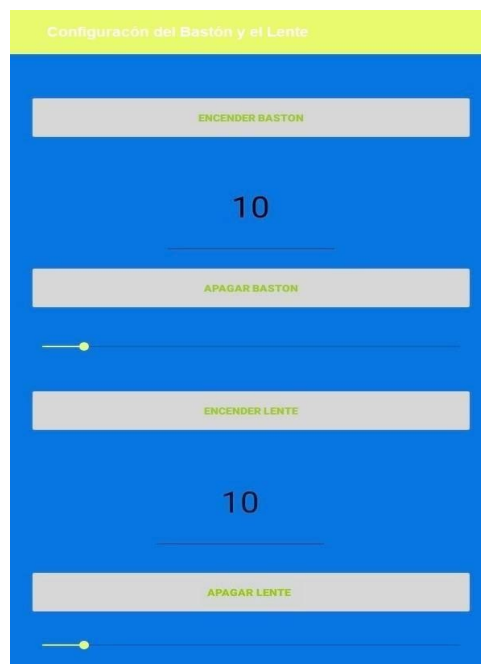 Configuracón del Bastón y el Lente
ENCENDER BASTON
10
APAGAR BASTON
ENCENDER LENTE
10
APAGAR LENTE